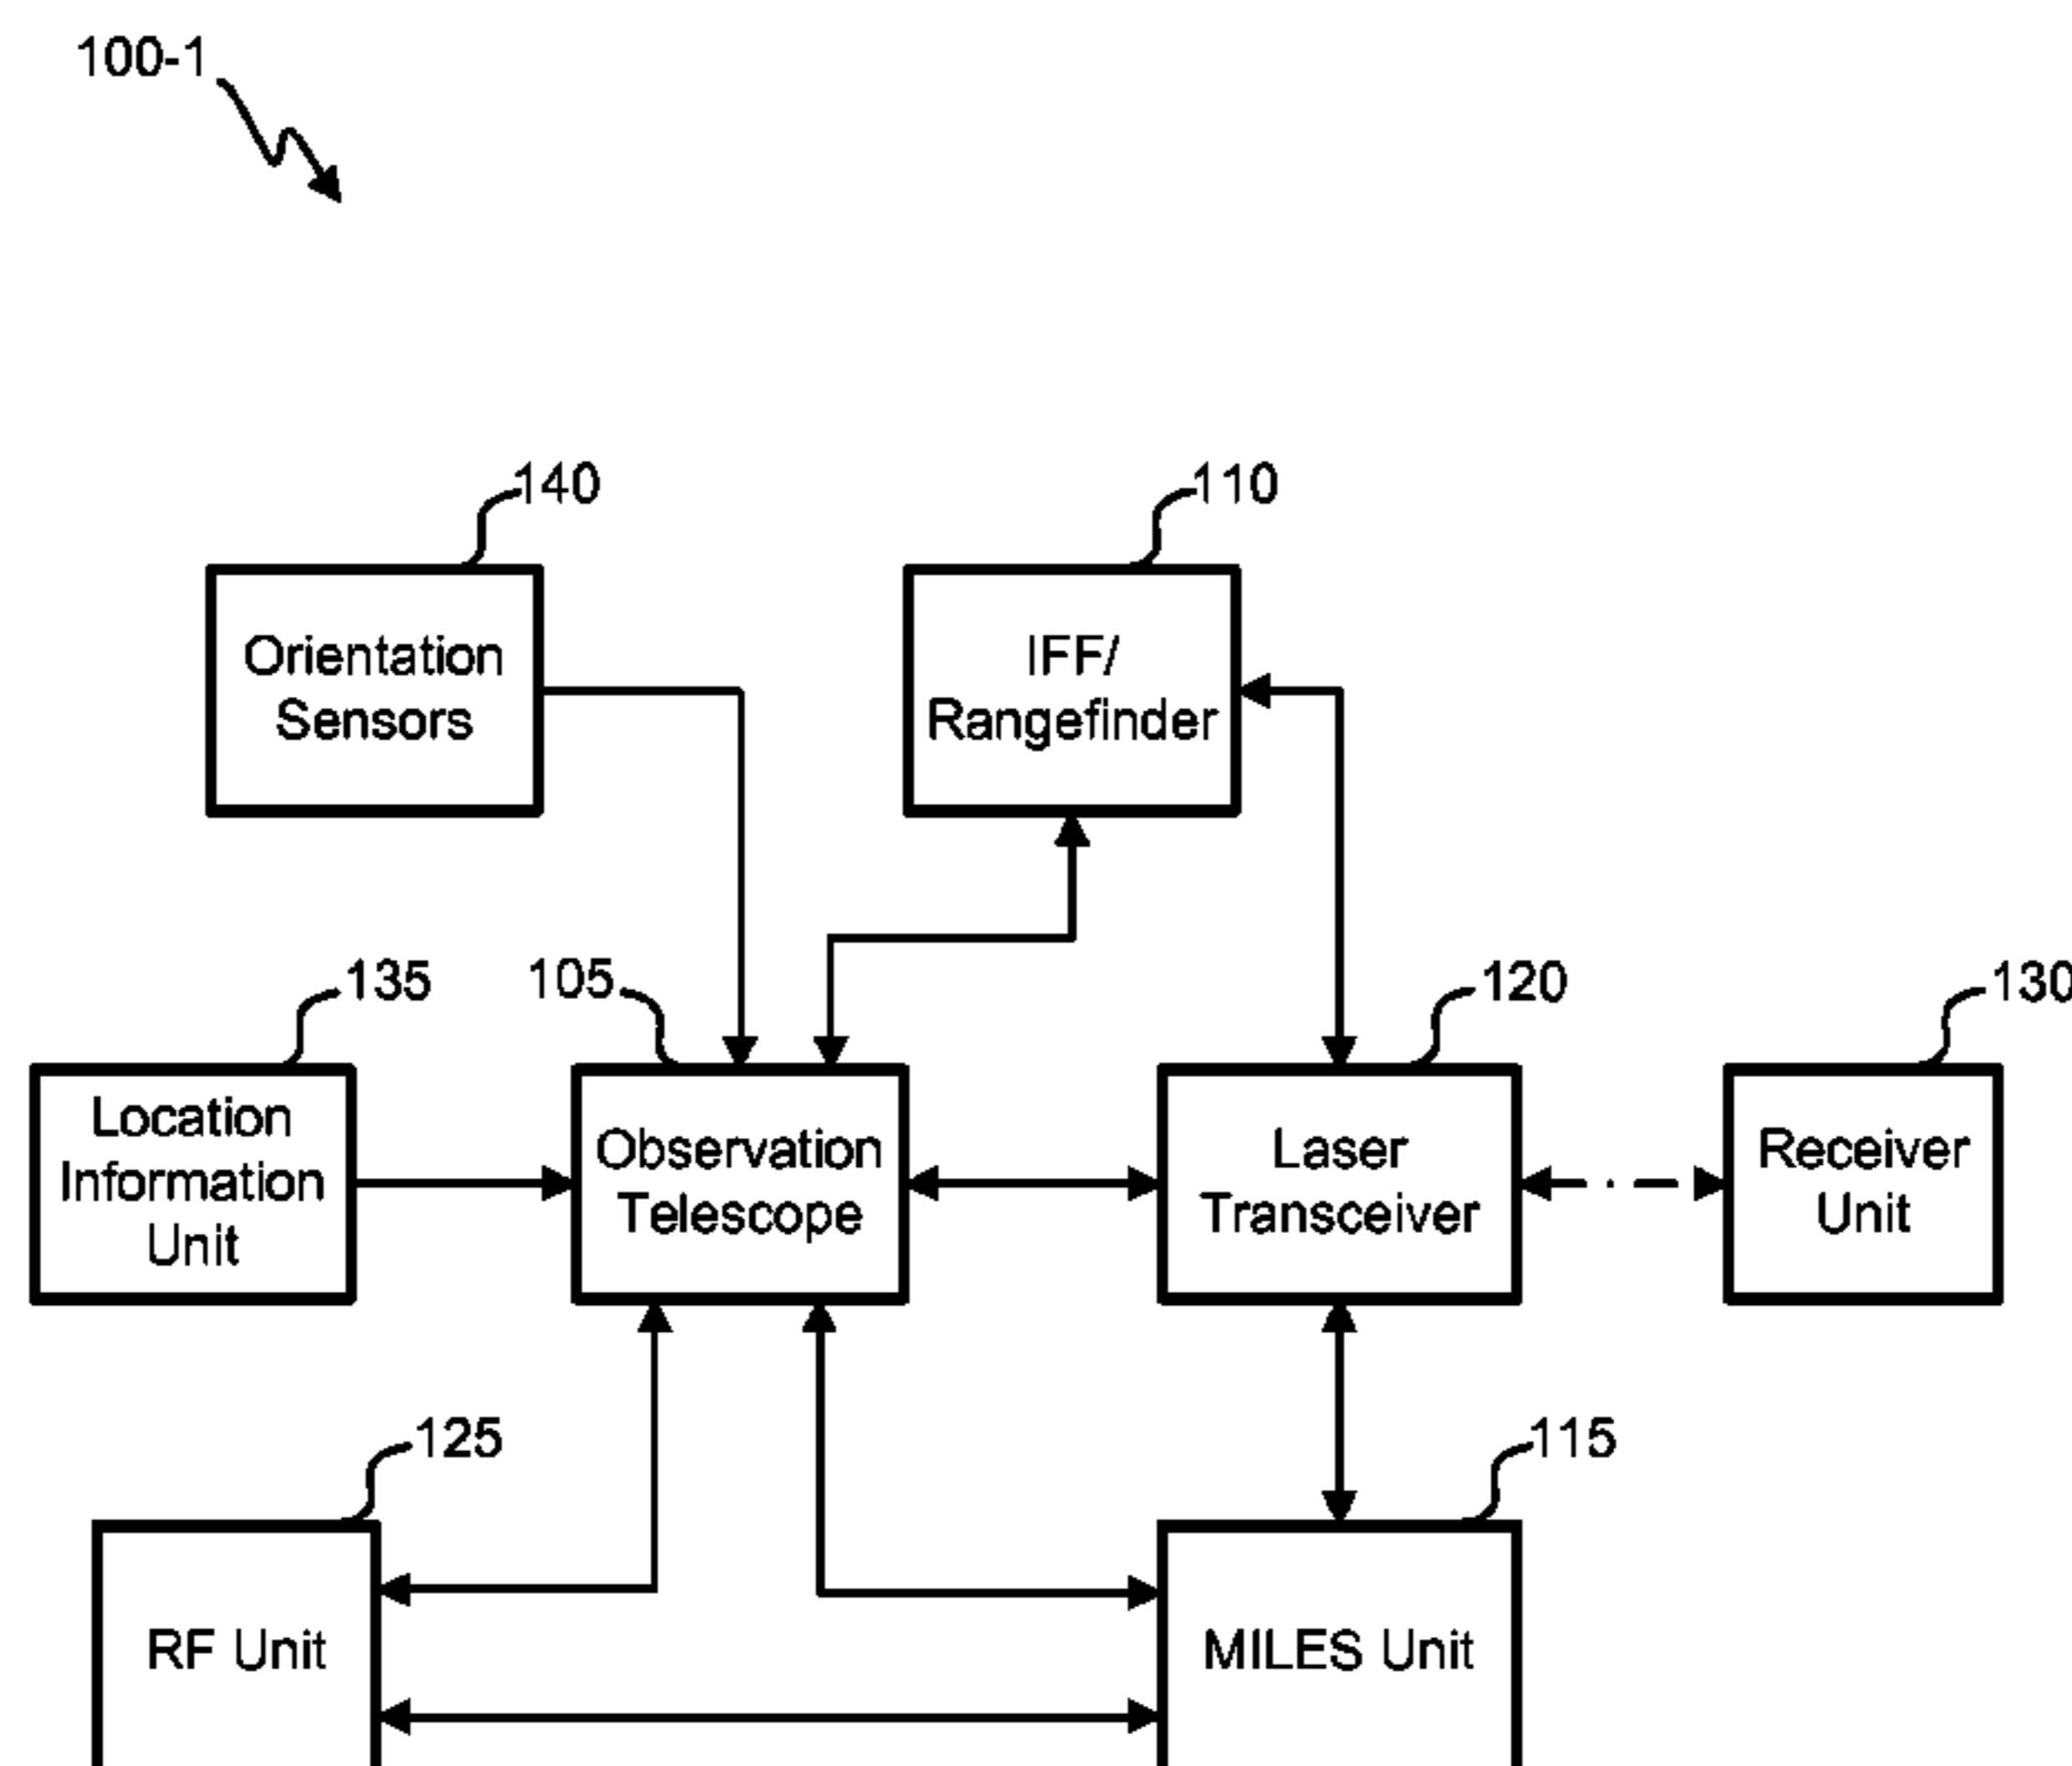 100-1
140
110
Orientation
Sensors
IFF/
Rangefinder
135
105
120
130
Location
Information
Unit
Observation
Telescope
Laser
Transceiver
Receiver
Unit
125
115
RF Unit
MILES Unit